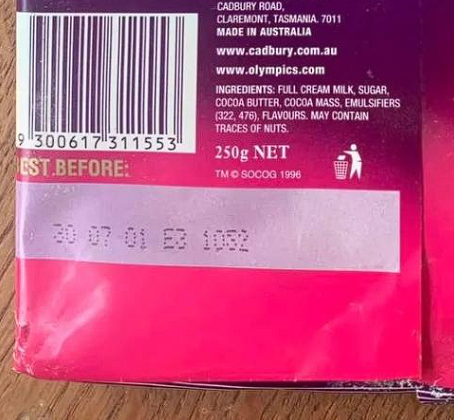 CADBURY ROAD,
CLAREMONT, TASMANIA. 7011
MADE IN AUSTRALIA
www.cadbury.com.au
www.olympics.com
INGREDIENTS: FULL CREAM MILK, SUGAR,
COCOA BUTTER, COCOA MASS, EMULSIFIERS
(322, 476), FLAVOURS. MAY CONTAIN
TRACES OF NUTS.
250g NET
TM © SOCOG 1996
9 300617 311553
EST BEFORE:
30 07 01 E3 1052